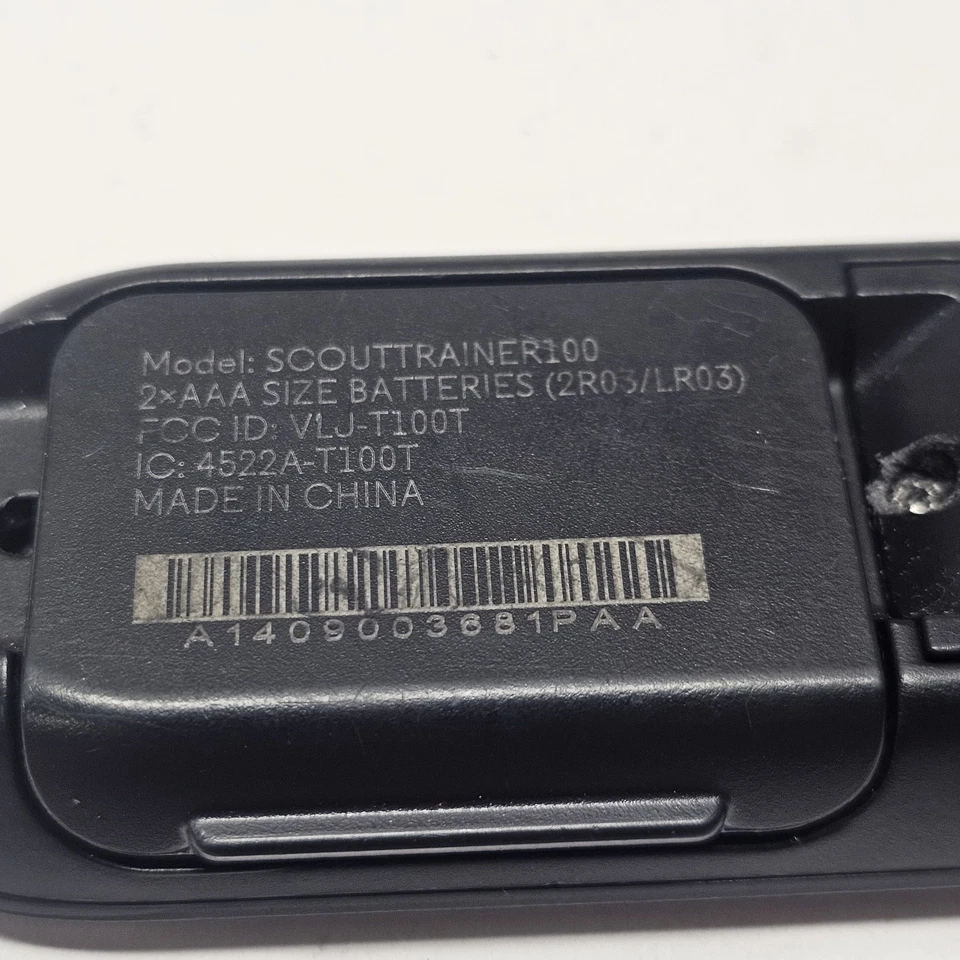 Model: SCOUTTRAINER100
2×AAA SIZE BATTERIES (2R03/LR03)
FCC ID: VLJ-T100T
IC: 4522A-T100T
MADE IN CHINA
A1409003681PAA